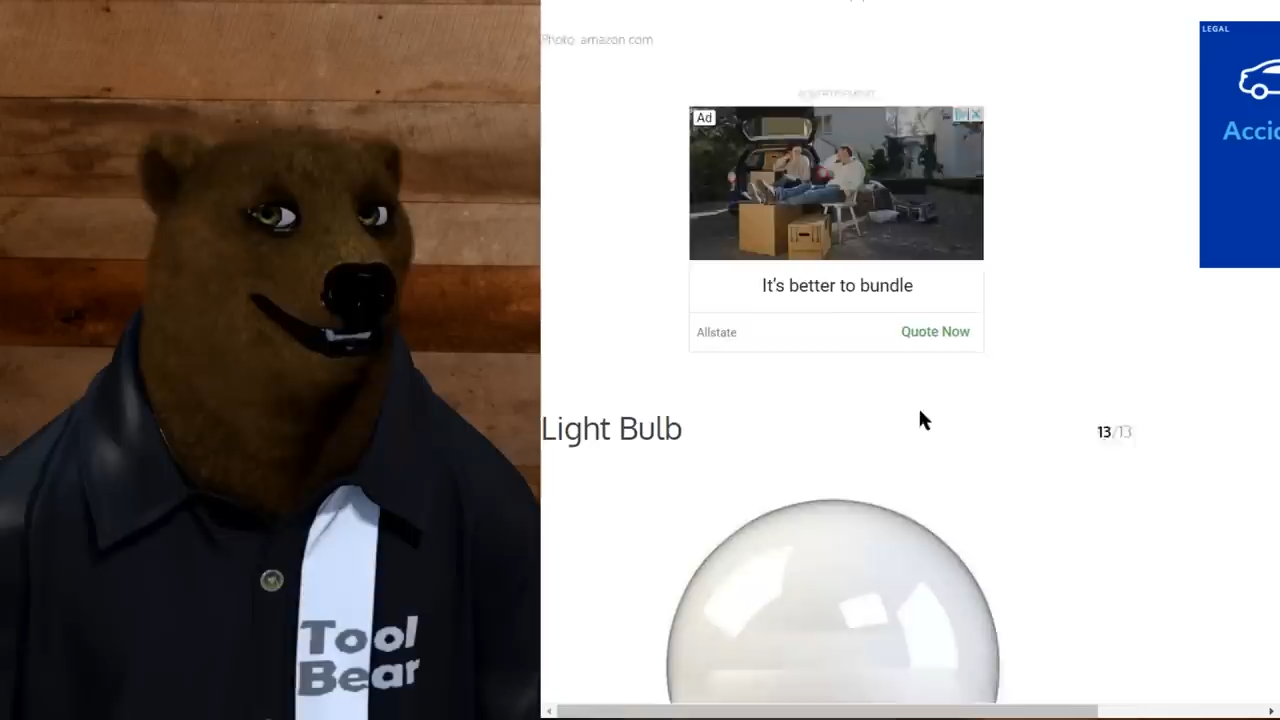 Photo: amazon.com
LEGAL
ADVERTISEMENT
Ad
Acci
It's better to bundle
Allstate
Quote Now
Light Bulb
13/13
Tool
Bear